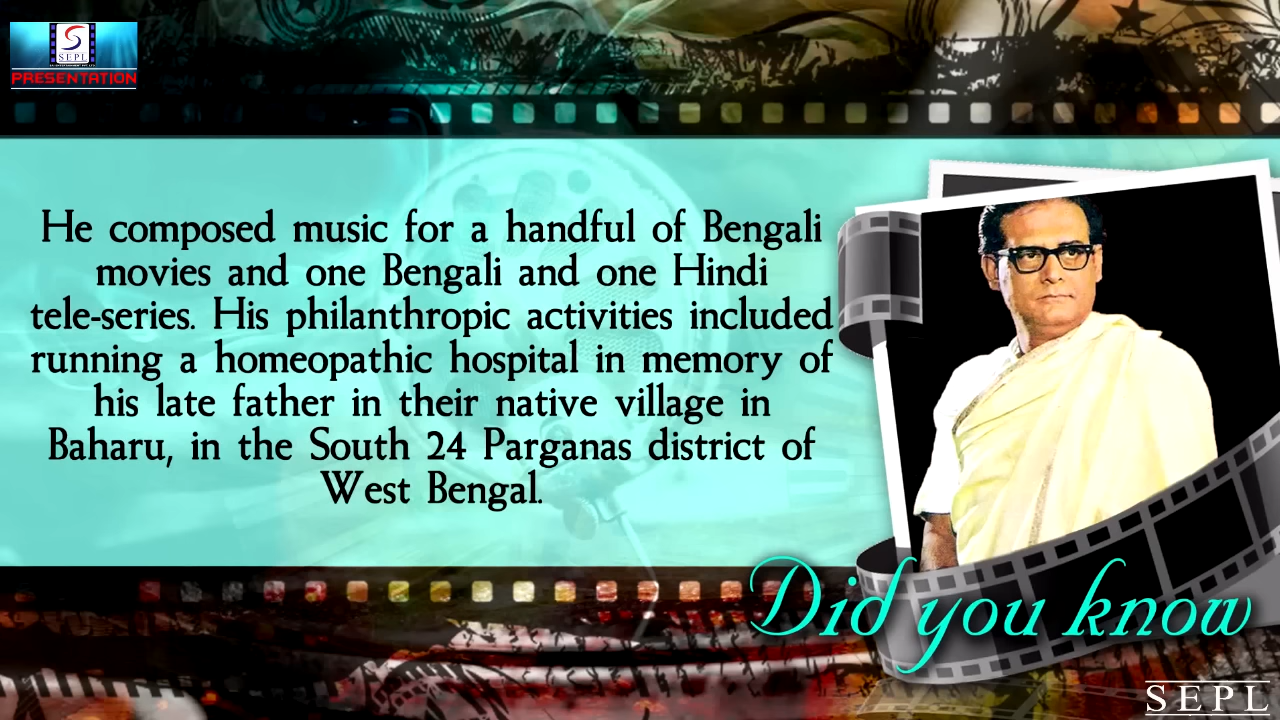 SEPL
PRESENTATION
He composed music for a handful of Bengali
movies and one Bengali and one Hindi
tele-series. His philanthropic activities included
running a homeopathic hospital in memory of
his late father in their native village in
Baharu, in the South 24 Parganas district of
West Bengal.
Did you know
SEPL